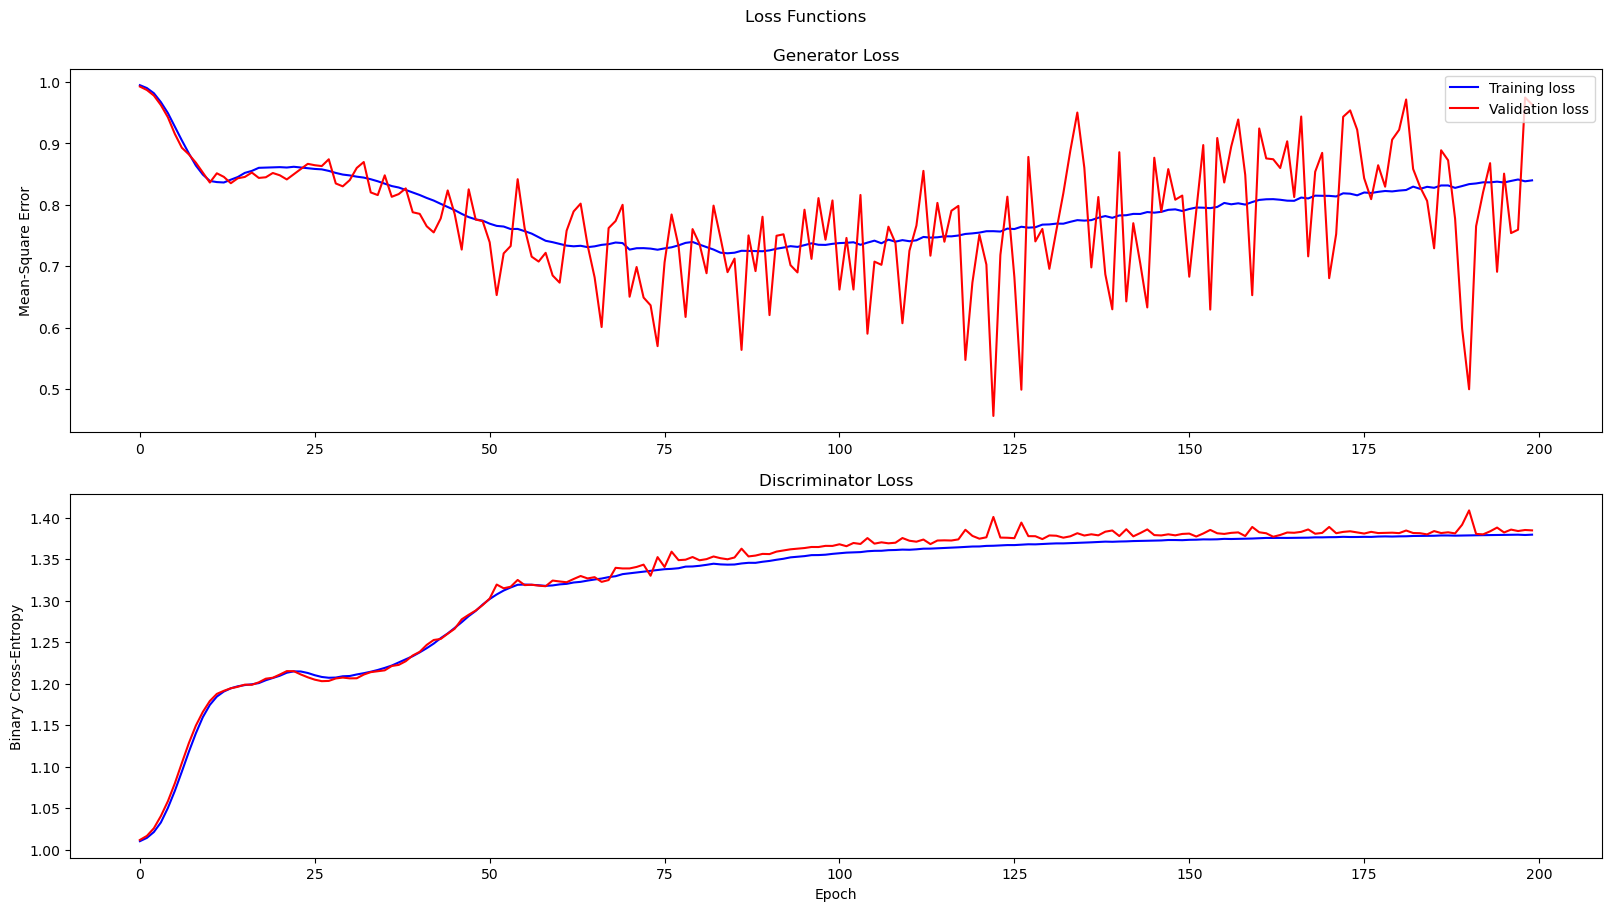 Loss Functions
Generator Loss
Training loss
Validation loss
Mean-Square Error
1.0
0.9
0.8
0.7
0.6
0.5
0 25 50 75 100 125 150 175 200
Discriminator Loss
Binary Cross-Entropy
1.40
1.35
1.30
1.25
1.20
1.15
1.10
1.05
1.00
0 25 50 75 100 125 150 175 200
Epoch